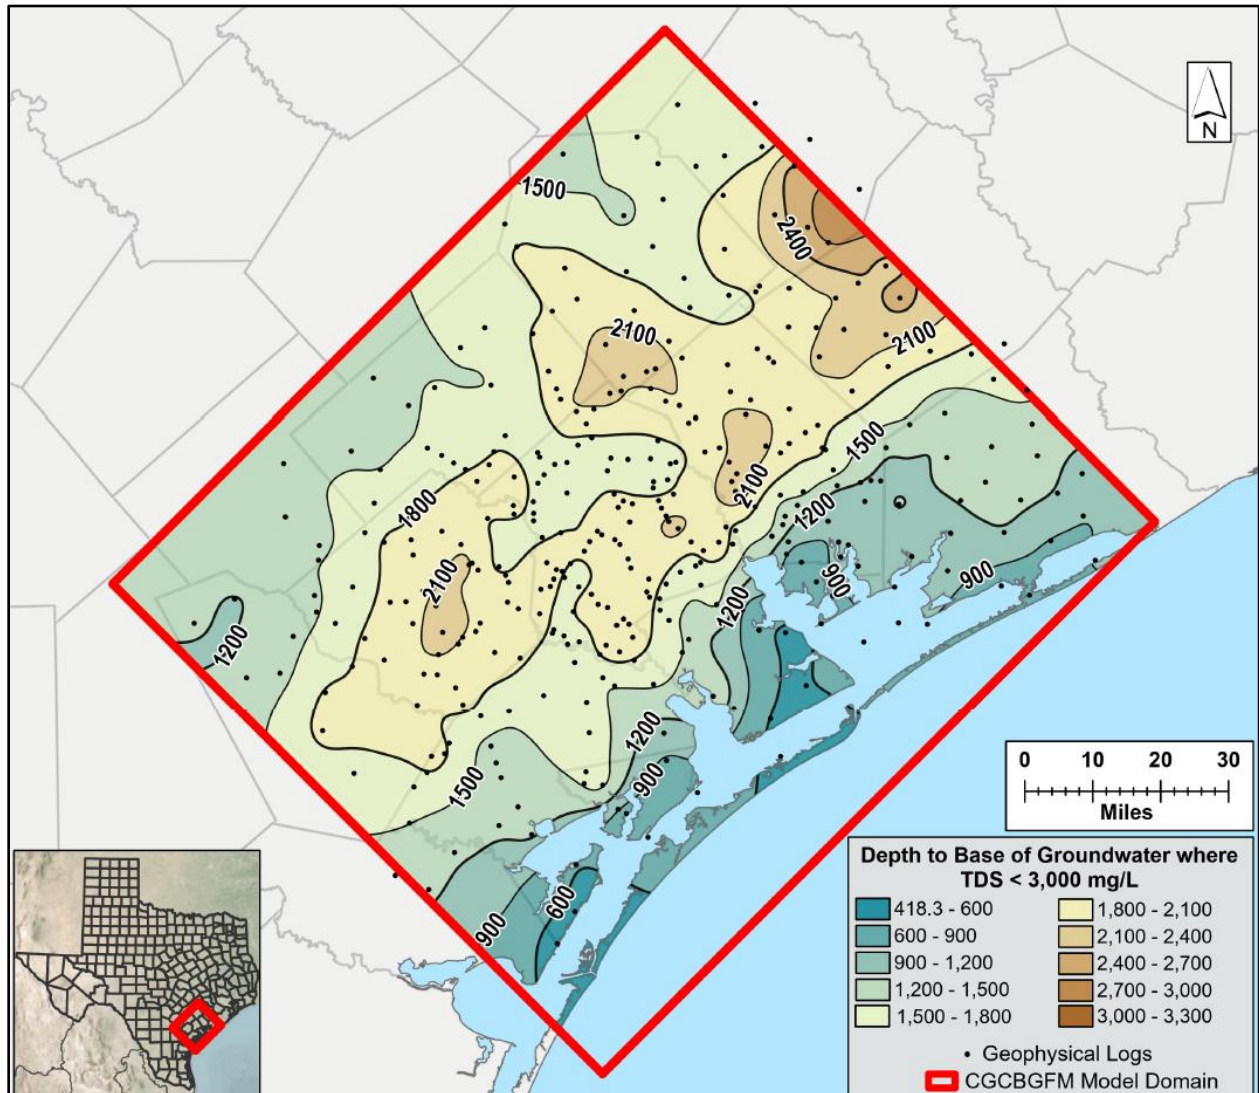 N
1500
2400
2100
2100
1500
1800
2100
1200
2100
900
900
1200
1200
1200
1500
900
0 10 20 30
Miles
900
600
Depth to Base of Groundwater where
TDS < 3,000 mg/L
418.3 - 600
600 - 900
900 - 1,200
1,200 - 1,500
1,500 - 1,800
1,800 - 2,100
2,100 - 2,400
2,400 - 2,700
2,700 - 3,000
3,000 - 3,300
Geophysical Logs
CGCBGFM Model Domain